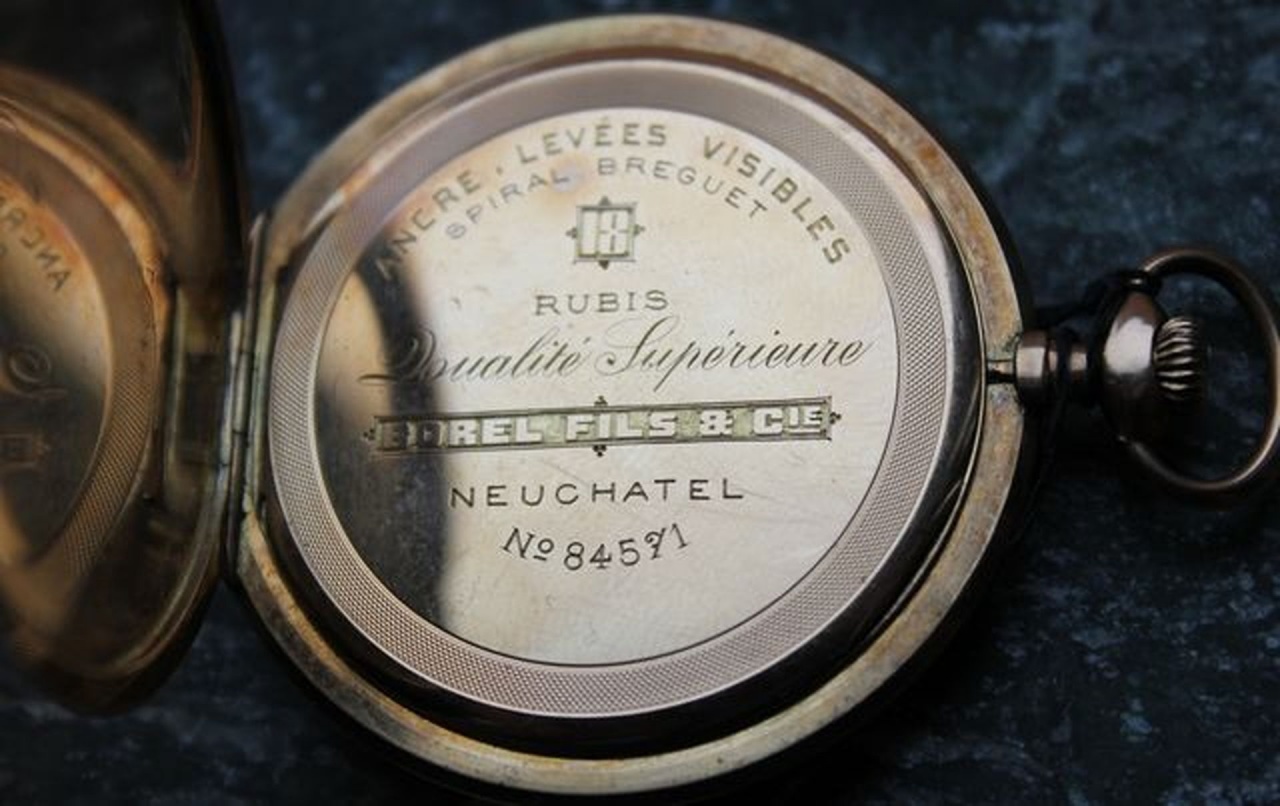 ANCRE, LEVÉES VISIBLES
SPIRAL BREGUET
18
RUBIS
Qualité Supérieure
BOREL FILS & CIE
NEUCHATEL
No 84571